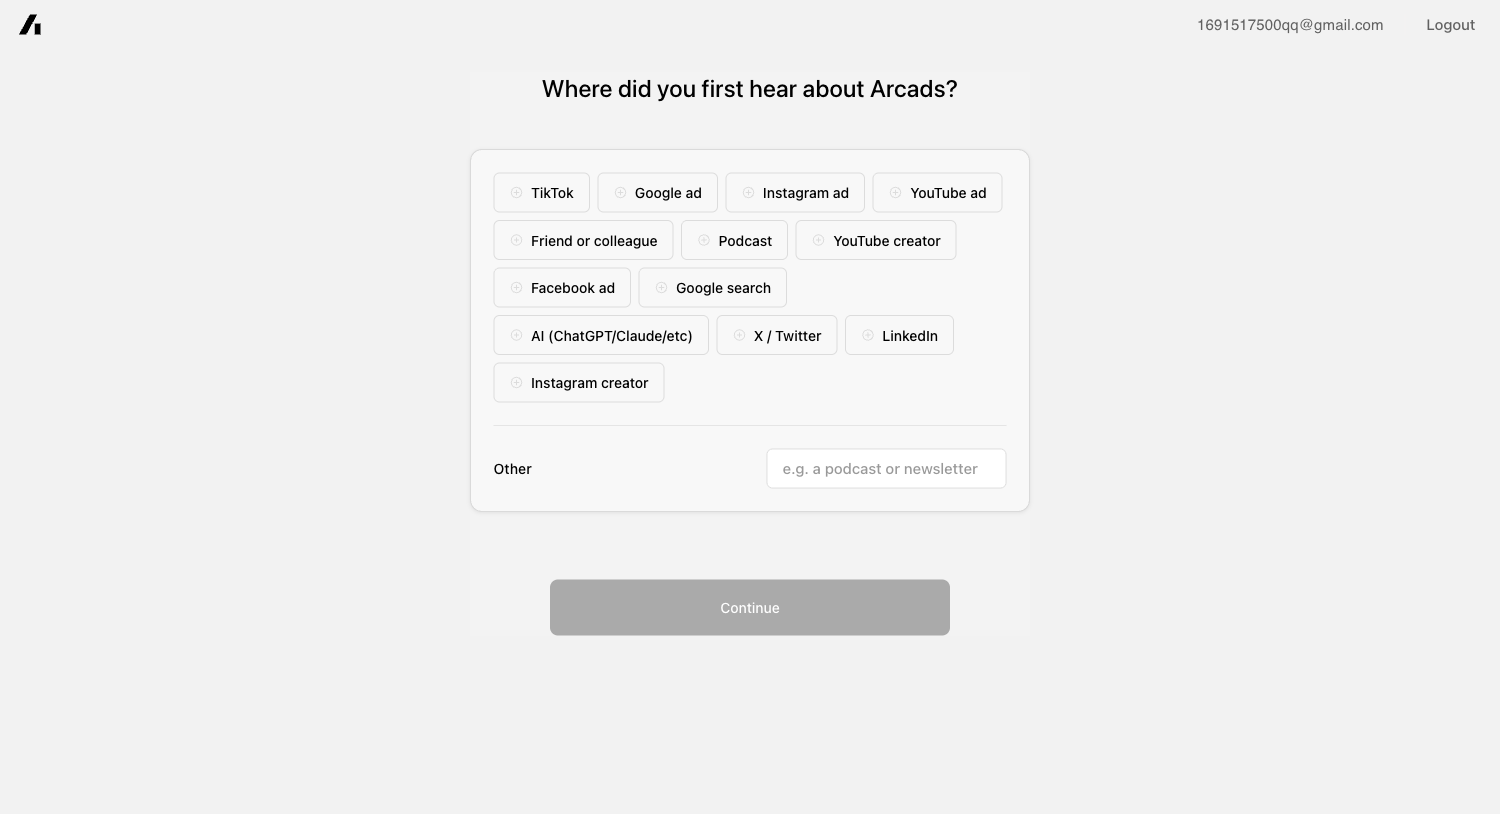 1691517500qq@gmail.com Logout
Where did you first hear about Arcads?
TikTok Google ad Instagram ad YouTube ad
Friend or colleague Podcast YouTube creator
Facebook ad Google search
AI (ChatGPT/Claude/etc) X / Twitter LinkedIn
Instagram creator
Other e.g. a podcast or newsletter
Continue